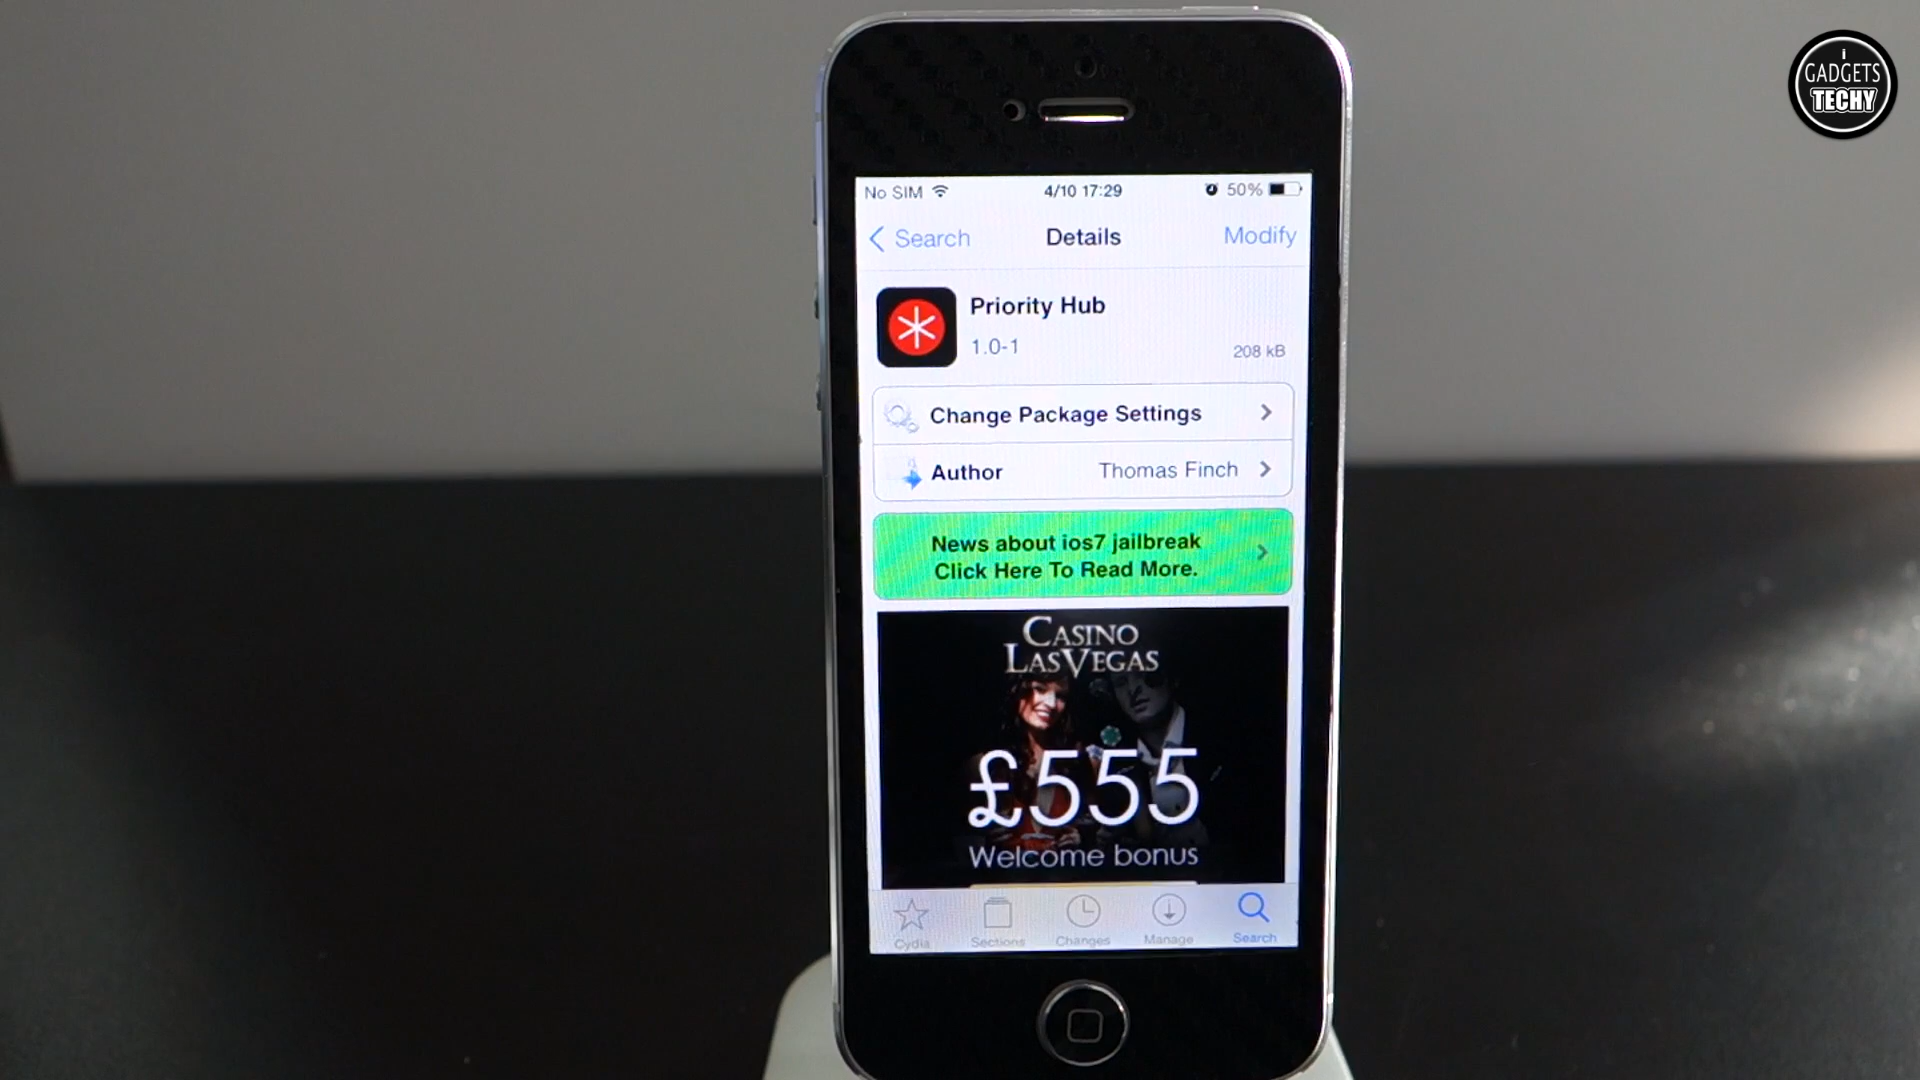 i
GADGETS
TECHY
No SIM 4/10 17:29 50%
Search Details Modify
Priority Hub
1.0-1 208 kB
Change Package Settings
Author Thomas Finch
News about ios7 jailbreak
Click Here To Read More.
CASINO
LASVEGAS
£555
Welcome bonus
Cydia Sections Changes Manage Search